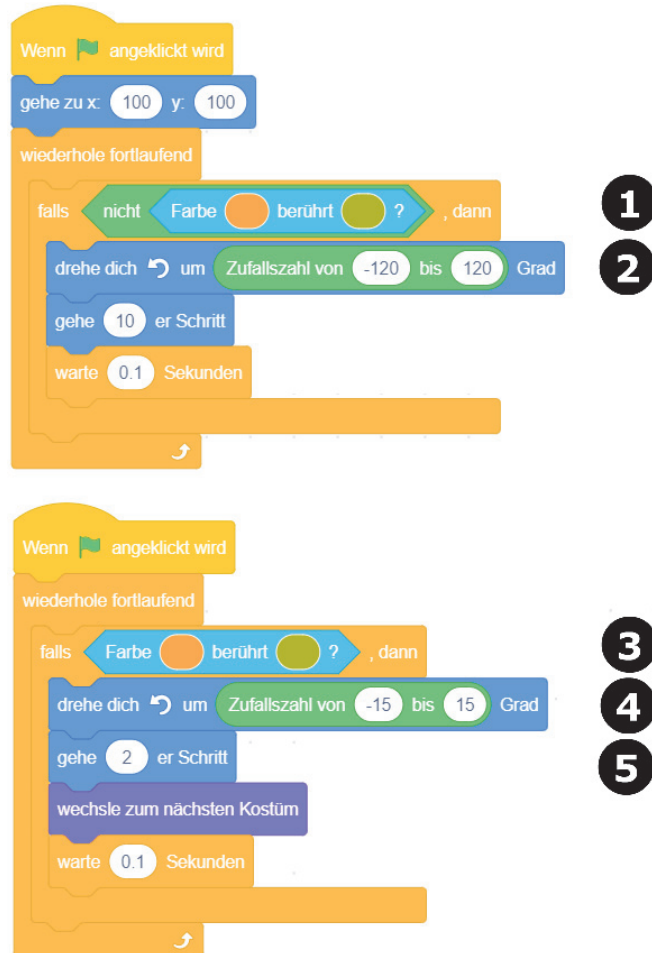 Wenn angeklickt wird
gehe zu x: 100 y: 100
wiederhole fortlaufend
falls nicht Farbe berührt ? , dann
1
drehe dich um Zufallszahl von -120 bis 120 Grad
2
gehe 10 er Schritt
warte 0.1 Sekunden
Wenn angeklickt wird
wiederhole fortlaufend
falls Farbe berührt ? , dann
3
drehe dich um Zufallszahl von -15 bis 15 Grad
4
gehe 2 er Schritt
5
wechsle zum nächsten Kostüm
warte 0.1 Sekunden